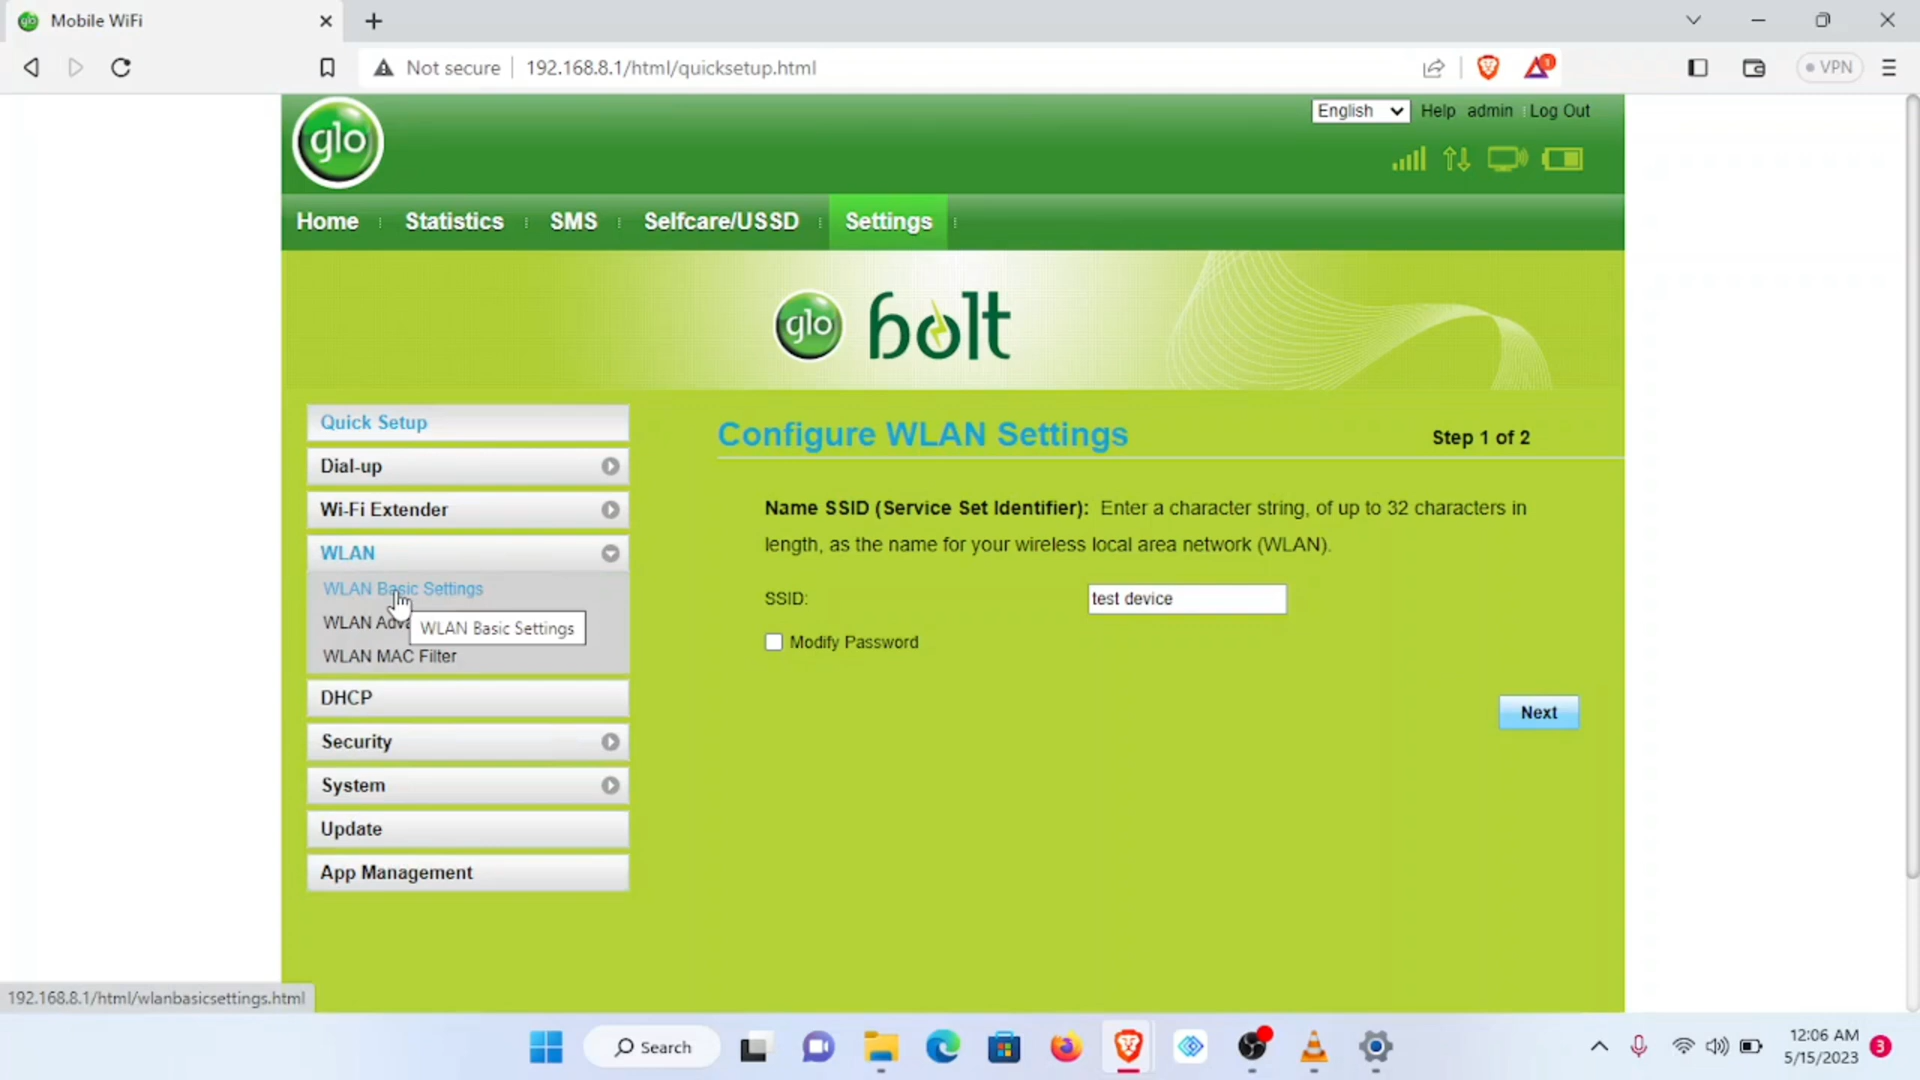 glo
Mobile WiFi
Not secure
192.168.8.1/html/quicksetup.html
1
VPN
glo
English
Help
admin
Log Out
Home
Statistics
SMS
Selfcare/USSD
Settings
glo bolt
Quick Setup
Dial-up
Wi-Fi Extender
WLAN
WLAN Basic Settings
WLAN Adva
WLAN Basic Settings
WLAN MAC Filter
DHCP
Security
System
Update
App Management
Configure WLAN Settings
Step 1 of 2
Name SSID (Service Set Identifier): Enter a character string, of up to 32 characters in
length, as the name for your wireless local area network (WLAN).
SSID:
test device
Modify Password
Next
192.168.8.1/html/wlanbasicsettings.html
Search
12:06 AM
5/15/2023
3